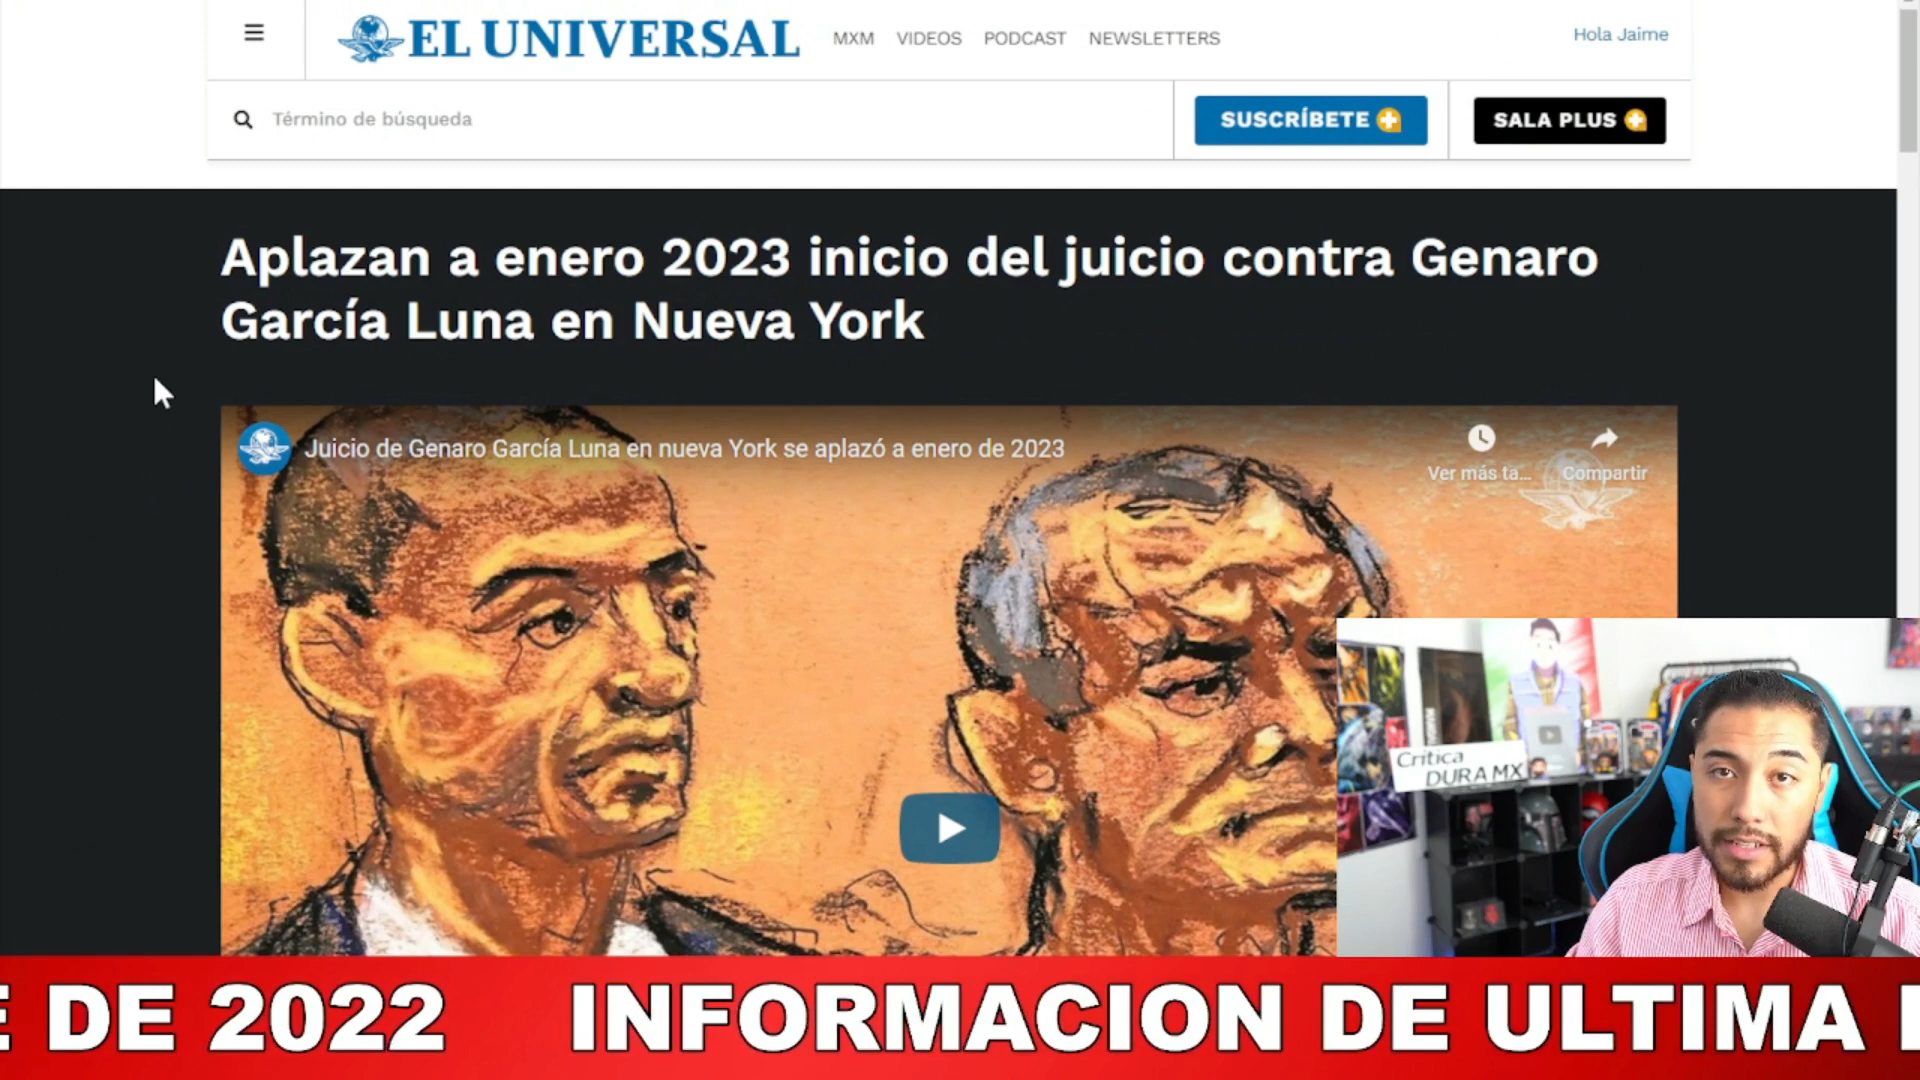 EL UNIVERSAL
MXM VIDEOS PODCAST NEWSLETTERS
Hola Jaime
Término de búsqueda
SUSCRÍBETE
SALA PLUS
Aplazan a enero 2023 inicio del juicio contra Genaro
García Luna en Nueva York
Juicio de Genaro García Luna en nueva York se aplazó a enero de 2023
Ver más ta...
Compartir
Crítica
DURA MX
DE 2022 INFORMACION DE ULTIMA